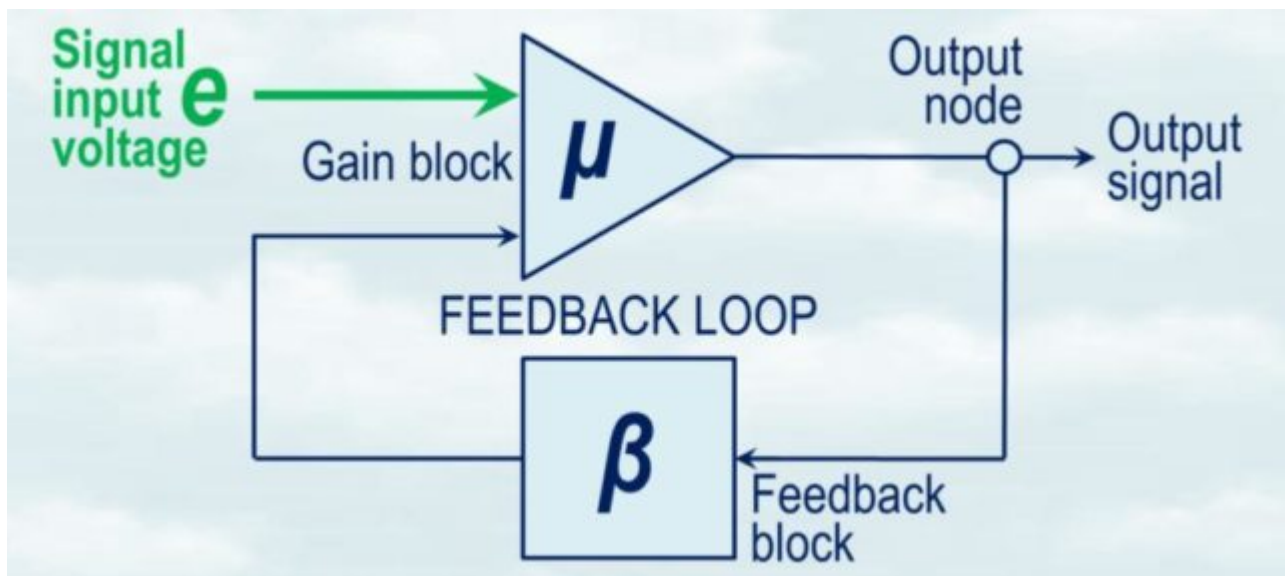 Signal
input e
voltage
Gain block
μ
Output
node
Output
signal
FEEDBACK LOOP
β
Feedback
block